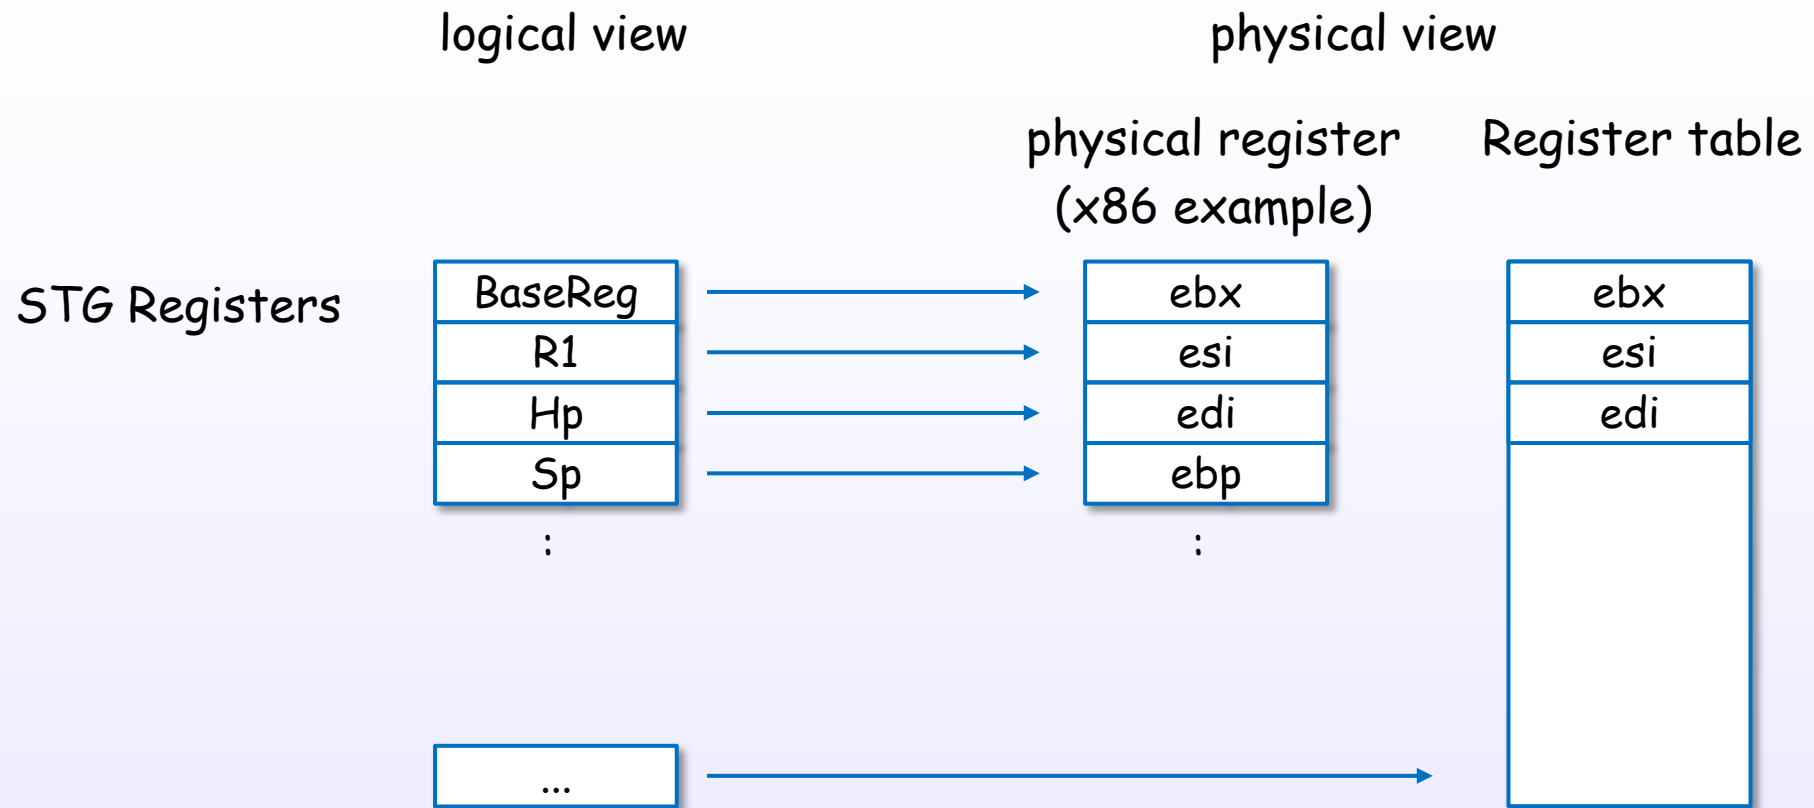 logical view
physical view
physical register
(x86 example)
Register table
STG Registers
BaseReg
R1
Hp
Sp
:
...
ebx
esi
edi
ebp
:
ebx
esi
edi